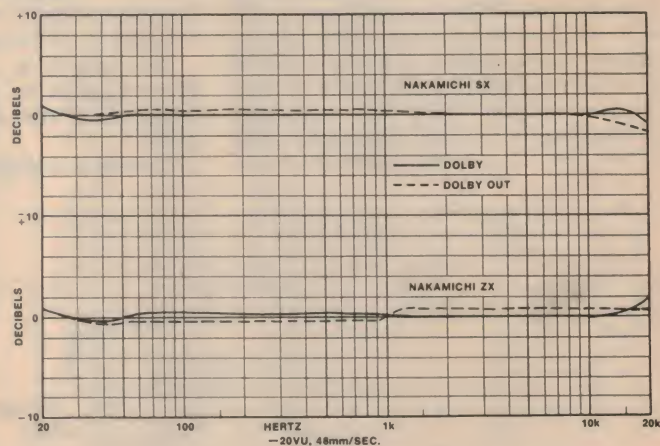 +10
NAKAMICHI SX
DECIBELS
0
DOLBY
DOLBY OUT
+10
NAKAMICHI ZX
DECIBELS
0
-10
20 100 HERTZ 1k 10k 20k
-20VU, 48mm/SEC.